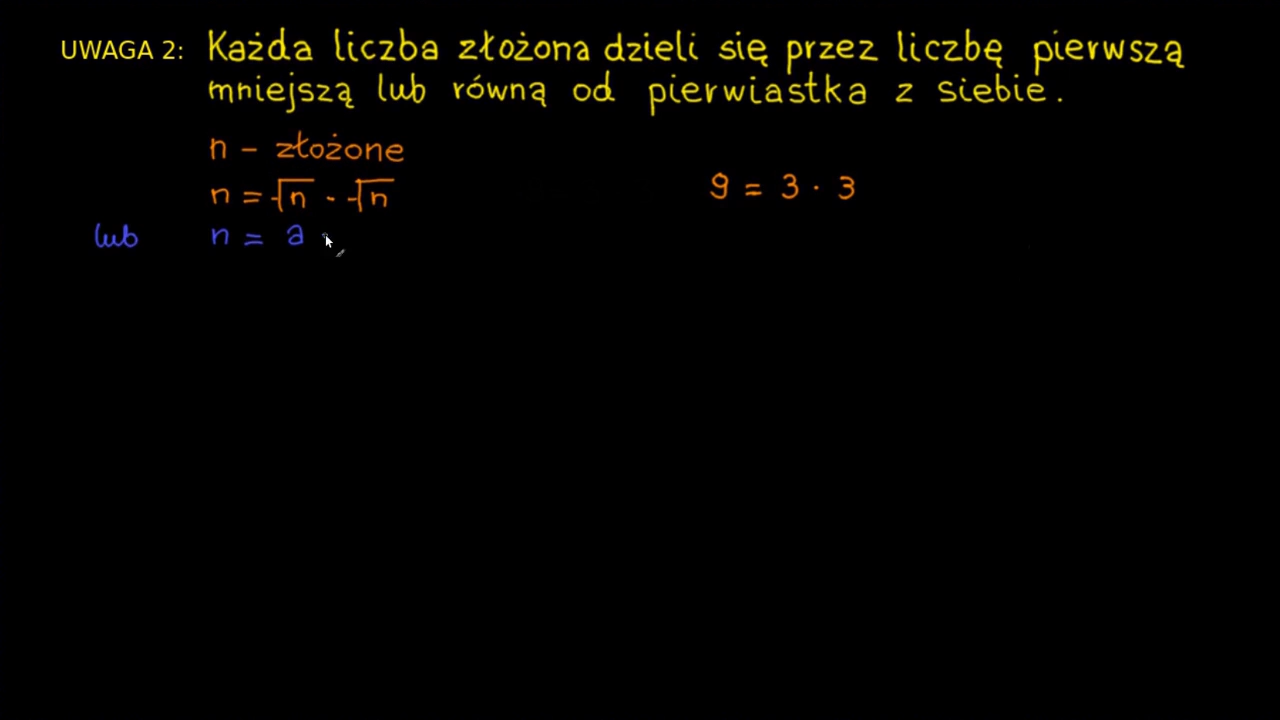 UWAGA 2: Każda liczba złożona dzieli się przez liczbę pierwszą
mniejszą lub równą od pierwiastka z siebie.
n - złożone
n = √n · √n 9 = 3 · 3
lub n = a ·